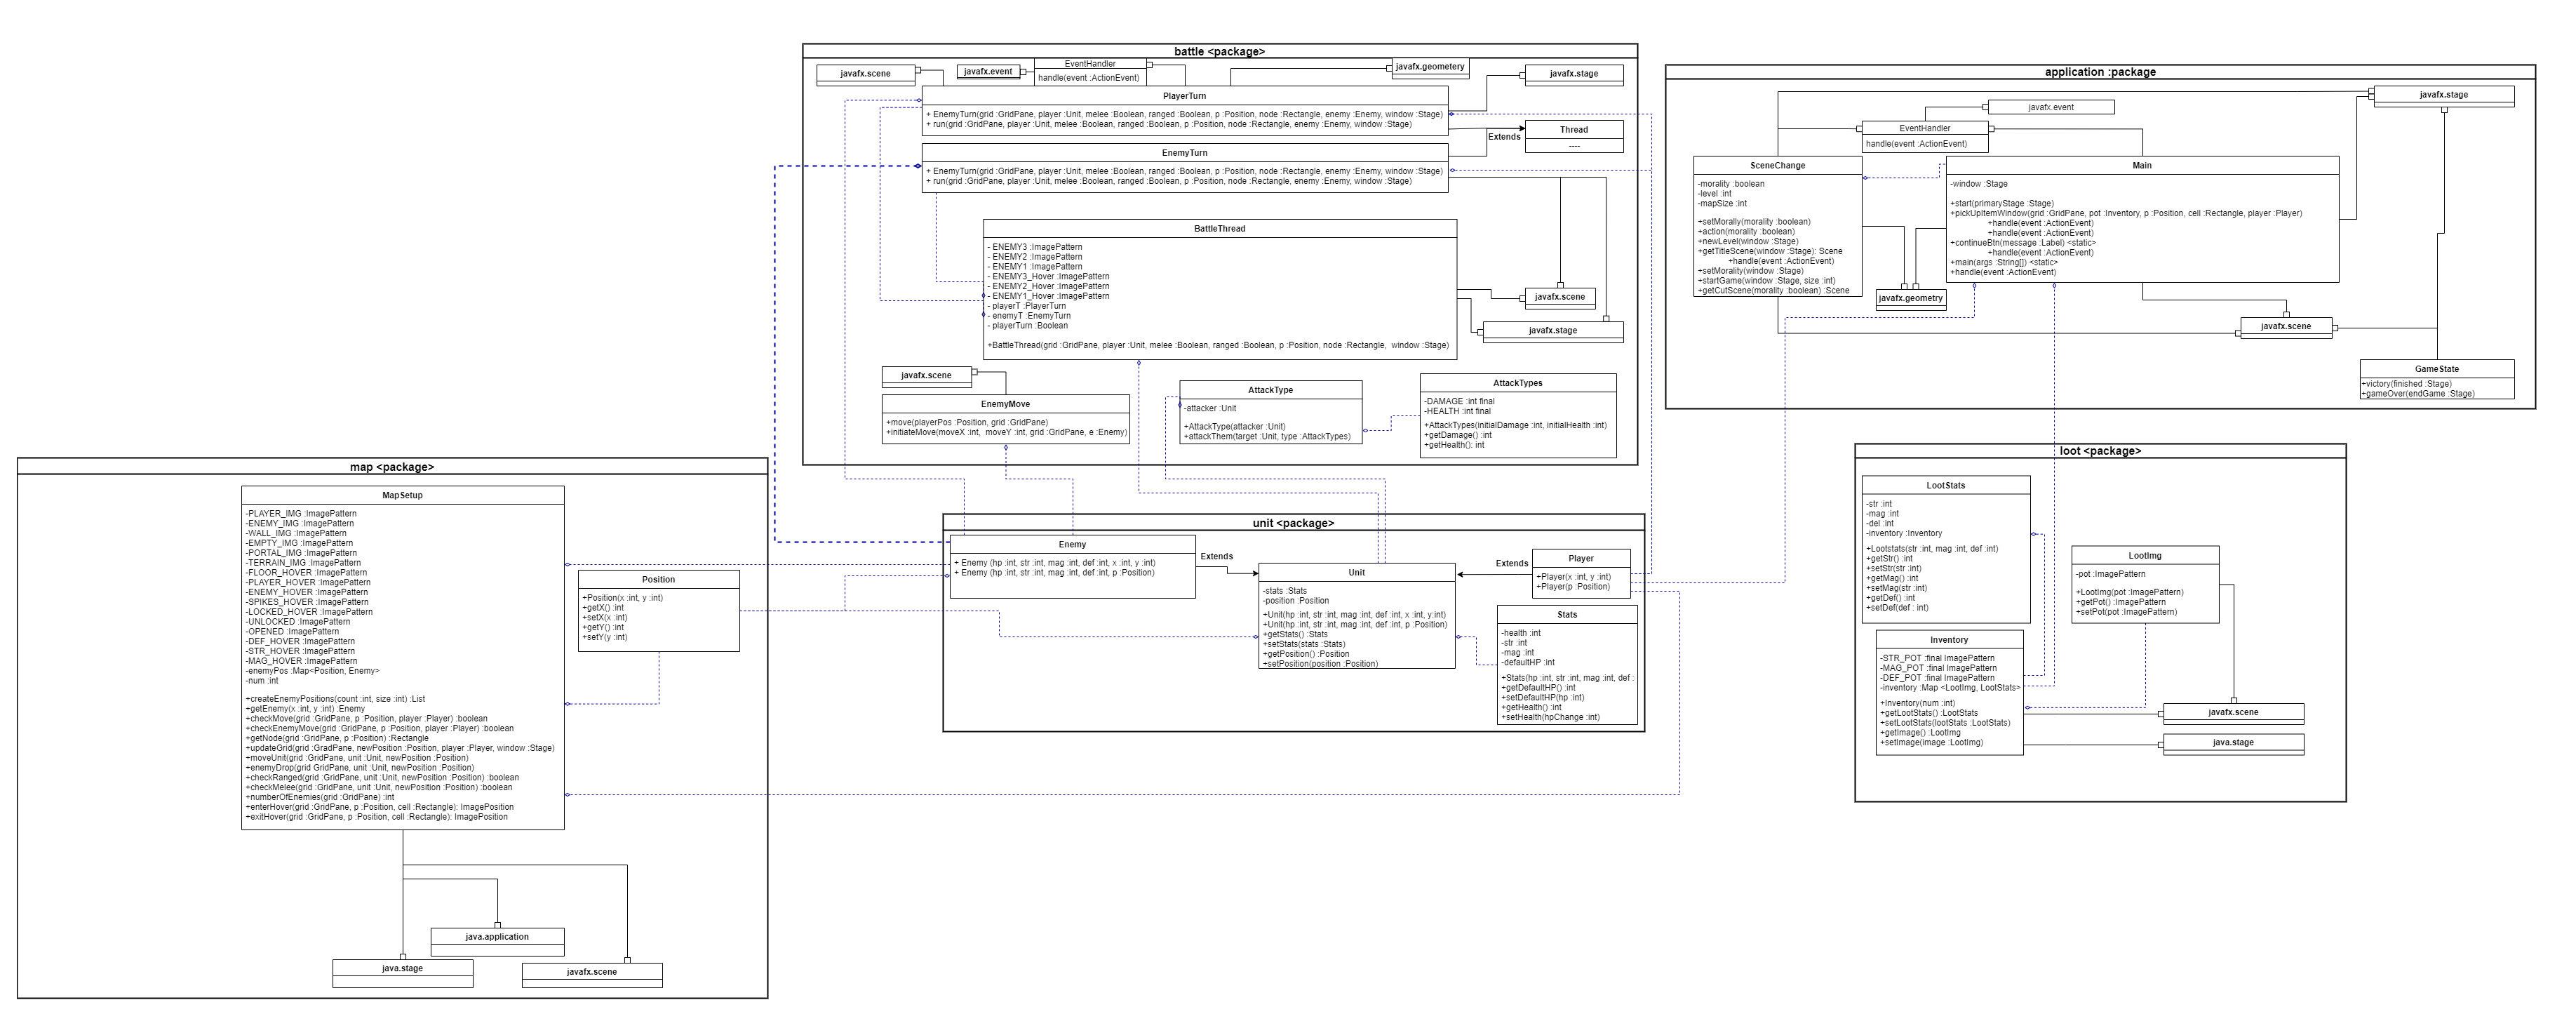 battle <package>
javafx.scene
javafx.event
EventHandler
handle(event :ActionEvent)
javafx.geometery
javafx.stage
PlayerTurn
+ EnemyTurn(grid :GridPane, player :Unit, melee :Boolean, ranged :Boolean, p :Position, node :Rectangle, enemy :Enemy, window :Stage)
+ run(grid :GridPane, player :Unit, melee :Boolean, ranged :Boolean, p :Position, node :Rectangle, enemy :Enemy, window :Stage)
Extends
Thread
----
EnemyTurn
+ EnemyTurn(grid :GridPane, player :Unit, melee :Boolean, ranged :Boolean, p :Position, node :Rectangle, enemy :Enemy, window :Stage)
+ run(grid :GridPane, player :Unit, melee :Boolean, ranged :Boolean, p :Position, node :Rectangle, enemy :Enemy, window :Stage)
BattleThread
- ENEMY3 :ImagePattern
- ENEMY2 :ImagePattern
- ENEMY1 :ImagePattern
- ENEMY3_Hover :ImagePattern
- ENEMY2_Hover :ImagePattern
- ENEMY1_Hover :ImagePattern
- playerT :PlayerTurn
- enemyT :EnemyTurn
- playerTurn :Boolean
+BattleThread(grid :GridPane, player :Unit, melee :Boolean, ranged :Boolean, p :Position, node :Rectangle,  window :Stage)
javafx.scene
javafx.stage
javafx.scene
EnemyMove
+move(playerPos :Position, grid :GridPane)
+initiateMove(moveX :int,  moveY :int, grid :GridPane, e :Enemy)
AttackType
-attacker :Unit
+AttackType(attacker :Unit)
+attackThem(target :Unit, type :AttackTypes)
AttackTypes
-DAMAGE :int final
-HEALTH :int final
+AttackTypes(initialDamage :int, initialHealth :int)
+getDamage() :int
+getHealth(): int
application :package
javafx.stage
javafx.event
EventHandler
handle(event :ActionEvent)
SceneChange
-morality :boolean
-level :int
-mapSize :int
+setMorally(morality :boolean)
+action(morality :boolean)
+newLevel(window :Stage)
+getTitleScene(window :Stage): Scene
+handle(event :ActionEvent)
+setMorality(window :Stage)
+startGame(window :Stage, size :int)
+getCutScene(morality :boolean) :Scene
Main
-window :Stage
+start(primaryStage :Stage)
+pickUpItemWindow(grid :GridPane, pot :Inventory, p :Position, cell :Rectangle, player :Player)
+handle(event :ActionEvent)
+handle(event :ActionEvent)
+continueBtn(message :Label) <static>
+handle(event :ActionEvent)
+main(args :String[]) <static>
+handle(event :ActionEvent)
javafx.geometry
javafx.scene
GameState
+victory(finished :Stage)
+gameOver(endGame :Stage)
map <package>
MapSetup
-PLAYER_IMG :ImagePattern
-ENEMY_IMG :ImagePattern
-WALL_IMG :ImagePattern
-EMPTY_IMG :ImagePattern
-PORTAL_IMG :ImagePattern
-TERRAIN_IMG :ImagePattern
-FLOOR_HOVER :ImagePattern
-PLAYER_HOVER :ImagePattern
-ENEMY_HOVER :ImagePattern
-SPIKES_HOVER :ImagePattern
-LOCKED_HOVER :ImagePattern
-UNLOCKED :ImagePattern
-OPENED :ImagePattern
-DEF_HOVER :ImagePattern
-STR_HOVER :ImagePattern
-MAG_HOVER :ImagePattern
-enemyPos :Map<Position, Enemy>
-num :int
+createEnemyPositions(count :int, size :int) :List
+getEnemy(x :int, y :int) :Enemy
+checkMove(grid :GridPane, p :Position, player :Player) :boolean
+checkEnemyMove(grid :GridPane, p :Position, player :Player) :boolean
+getNode(grid :GridPane, p :Position) :Rectangle
+updateGrid(grid :GradPane, newPosition :Position, player :Player, window :Stage)
+moveUnit(grid :GridPane, unit :Unit, newPosition :Position)
+enemyDrop(grid GridPane, unit :Unit, newPosition :Position)
+checkRanged(grid :GridPane, unit :Unit, newPosition :Position) :boolean
+checkMelee(grid :GridPane, unit :Unit, newPosition :Position) :boolean
+numberOfEnemies(grid :GridPane) :int
+enterHover(grid :GridPane, p :Position, cell :Rectangle): ImagePosition
+exitHover(grid :GridPane, p :Position, cell :Rectangle): ImagePosition
Position
+Position(x :int, y :int)
+getX() :int
+setX(x :int)
+getY() :int
+setY(y :int)
java.application
java.stage
javafx.scene
unit <package>
Enemy
+ Enemy (hp :int, str :int, mag :int, def :int, x :int, y :int)
+ Enemy (hp :int, str :int, mag :int, def :int, p :Position)
Extends
Unit
-stats :Stats
-position :Position
+Unit(hp :int, str :int, mag :int, def :int, x :int, y:int)
+Unit(hp :int, str :int, mag :int, def :int, p :Position)
+getStats() :Stats
+setStats(stats :Stats)
+getPosition() :Position
+setPosition(position :Position)
Extends
Player
+Player(x :int, y :int)
+Player(p :Position)
Stats
-health :int
-str :int
-mag :int
-defaultHP :int
+Stats(hp :int, str :int, mag :int, def :
+getDefaultHP() :int
+setDefaultHP(hp :int)
+getHealth() :int
+setHealth(hpChange :int)
loot <package>
LootStats
-str :int
-mag :int
-del :int
-inventory :Inventory
+Lootstats(str :int, mag :int, def :int)
+getStr() :int
+setStr(str :int)
+getMag() :int
+setMag(str :int)
+getDef() :int
+setDef(def : int)
LootImg
-pot :ImagePattern
+LootImg(pot :ImagePattern)
+getPot() :ImagePattern
+setPot(pot :ImagePattern)
Inventory
-STR_POT :final ImagePattern
-MAG_POT :final ImagePattern
-DEF_POT :final ImagePattern
-inventory :Map <LootImg, LootStats>
+Inventory(num :int)
+getLootStats() :LootStats
+setLootStats(lootStats :LootStats)
+getImage() :LootImg
+setImage(image :LootImg)
javafx.scene
java.stage